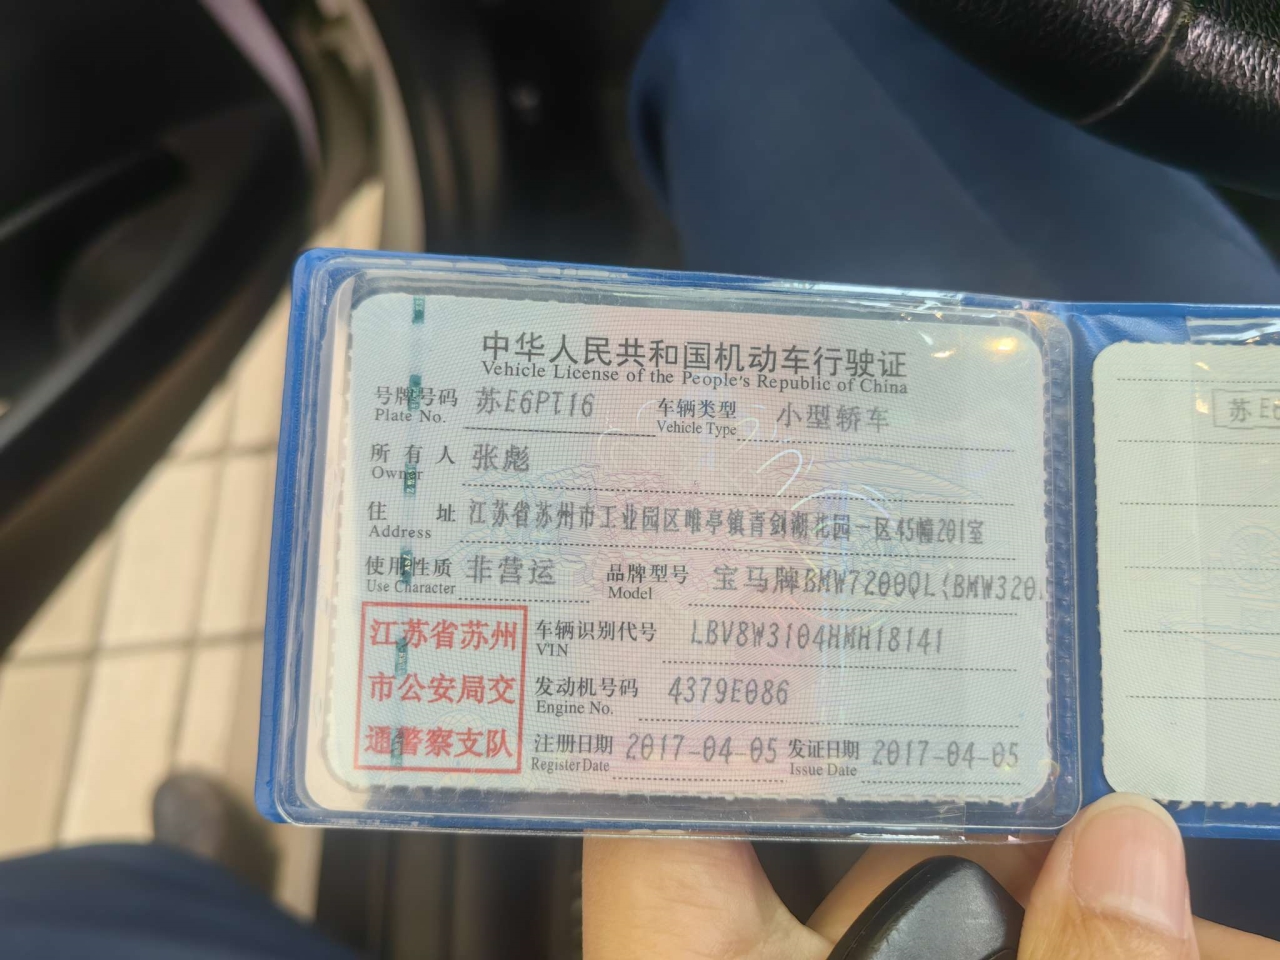 中华人民共和国机动车行驶证
Vehicle License of the People's Republic of China
号牌号码 苏E6PT16 车辆类型 小型轿车
Plate No. Vehicle Type
所有人 张彪
Owner
住址 江苏省苏州市工业园区唯亭镇青剑湖花园一区45幢201室
Address
使用性质 非营运 品牌型号 宝马牌BMW7200QL(BMW320
Use Character Model
江苏省苏州
市公安局交
通警察支队
车辆识别代号 LBV8W3104HMH18141
VIN
发动机号码 4379E086
Engine No.
注册日期 2017-04-05 发证日期 2017-04-05
Register Date Issue Date
苏E6